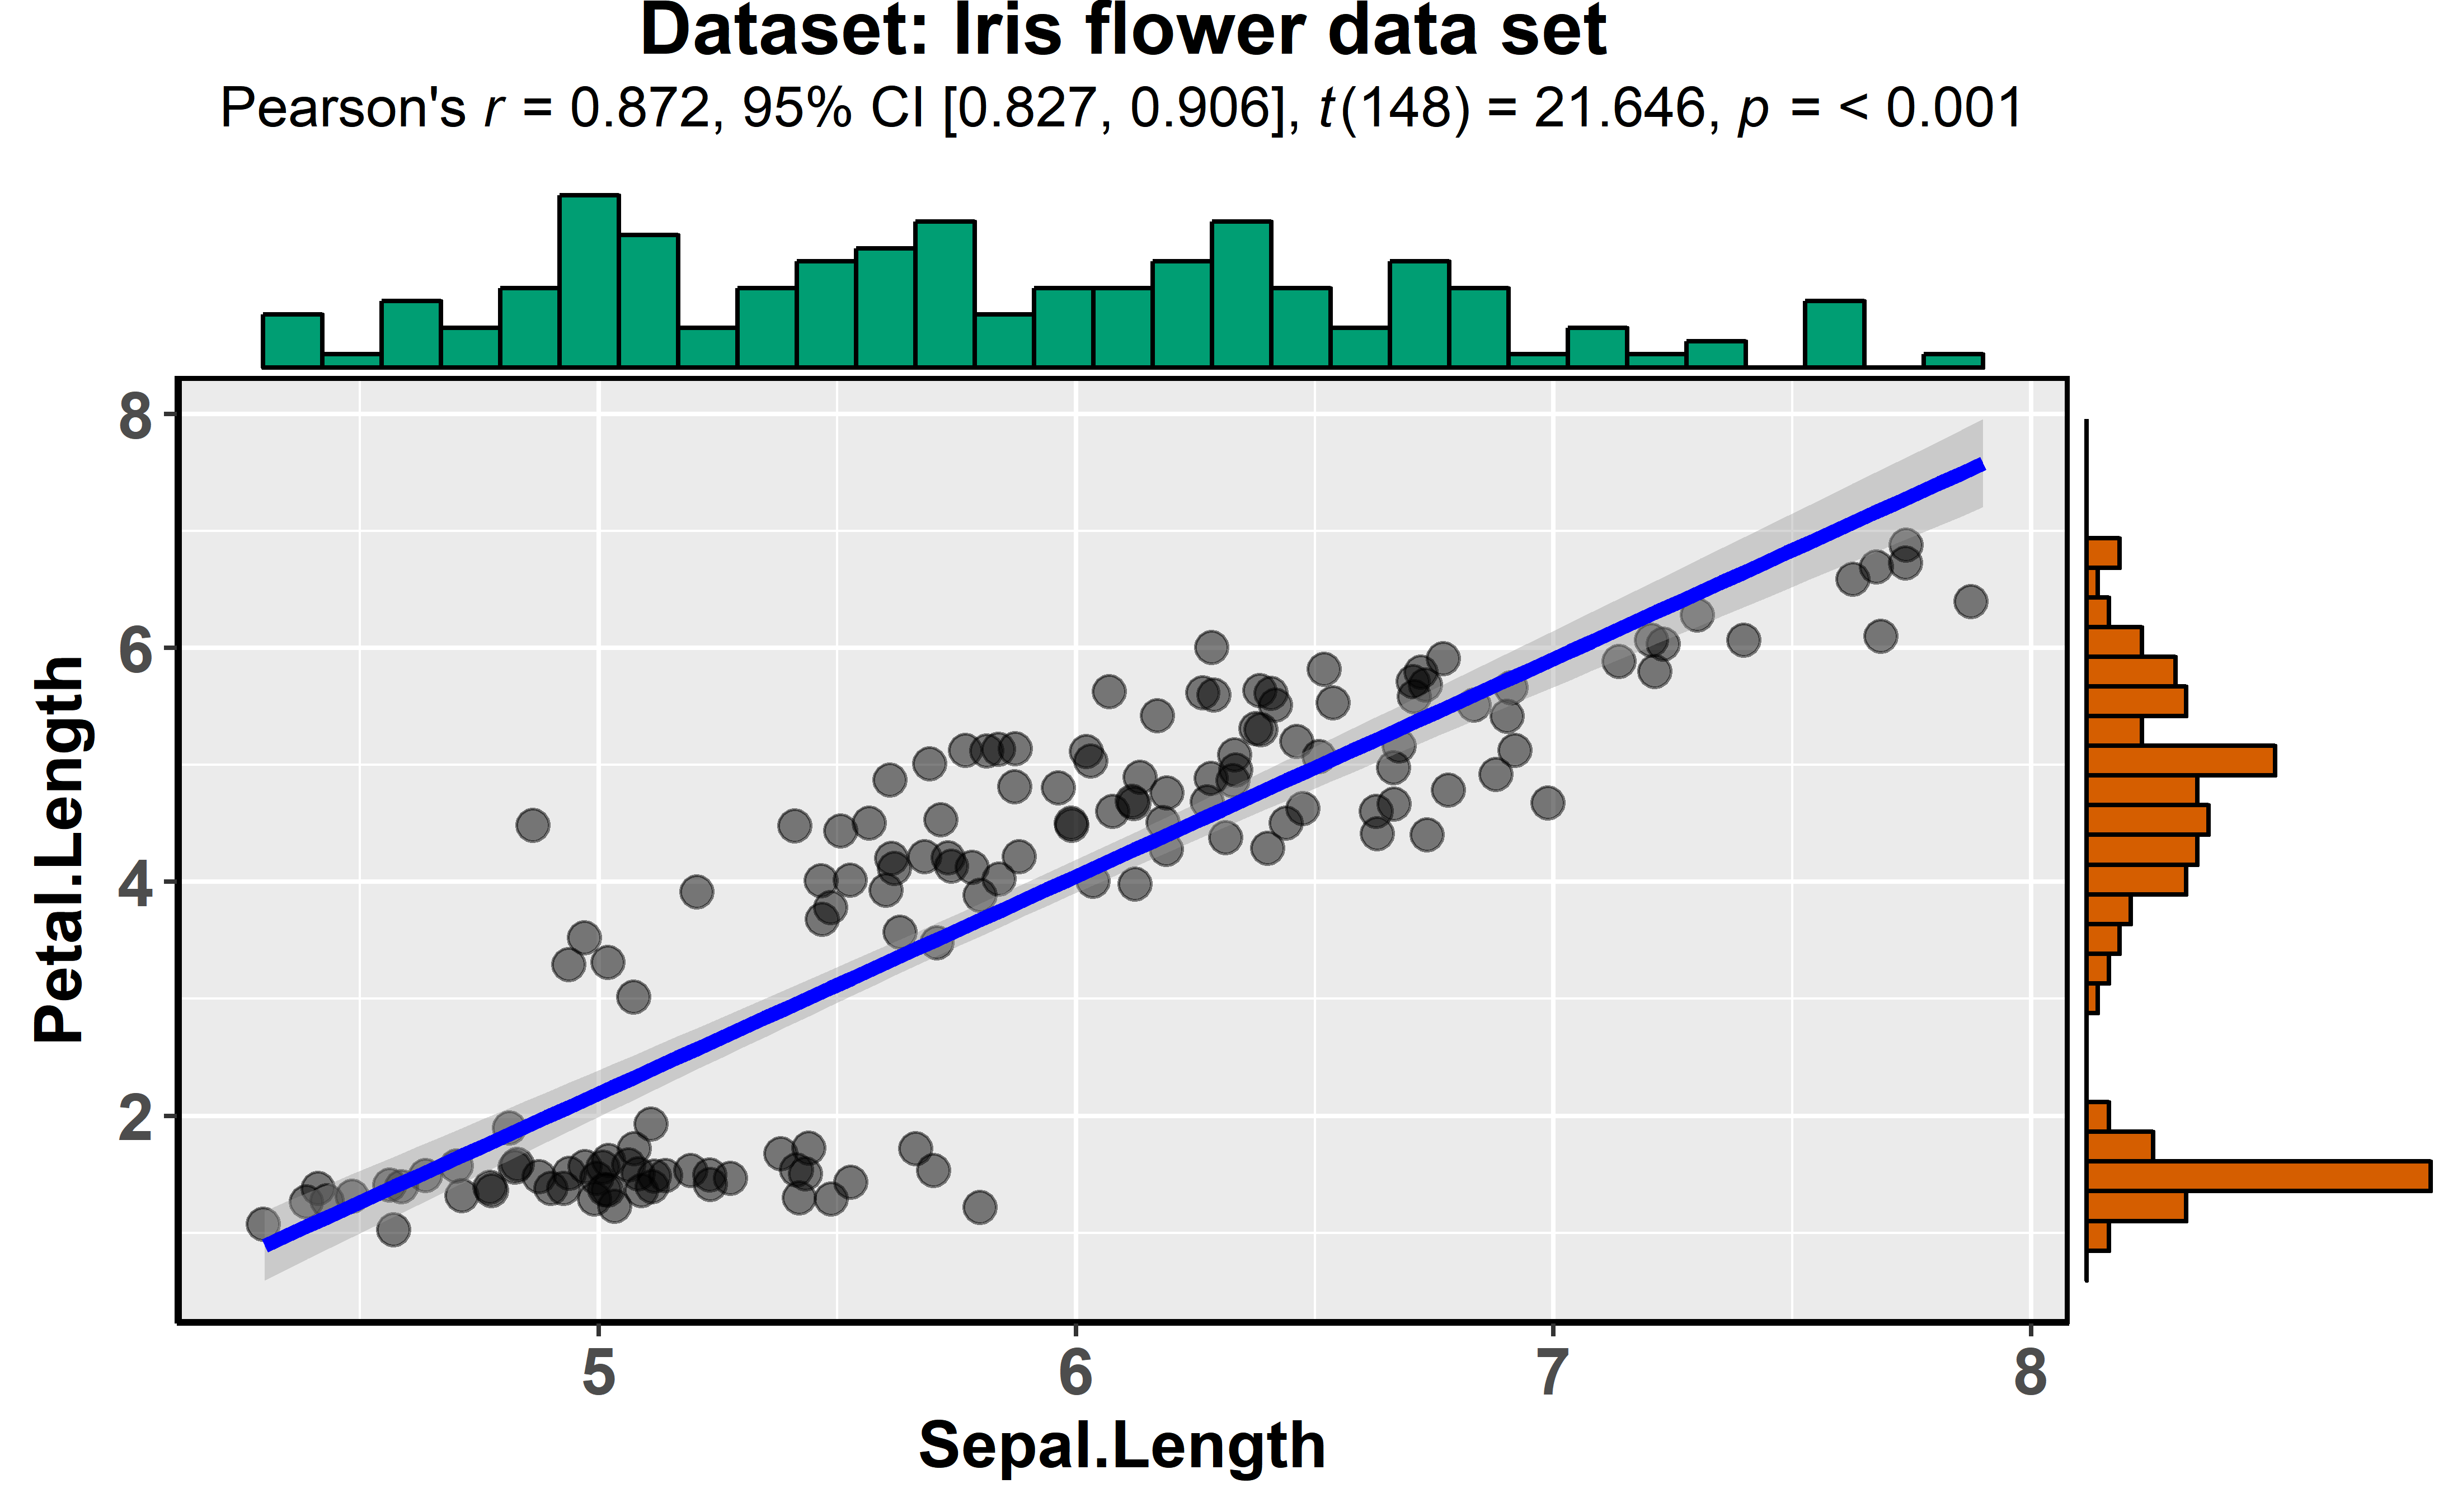 Dataset: Iris flower data set
Pearson's r = 0.872, 95% CI [0.827, 0.906], t(148) = 21.646, p = < 0.001
8
6
4
2
Petal.Length
5 6 7 8
Sepal.Length